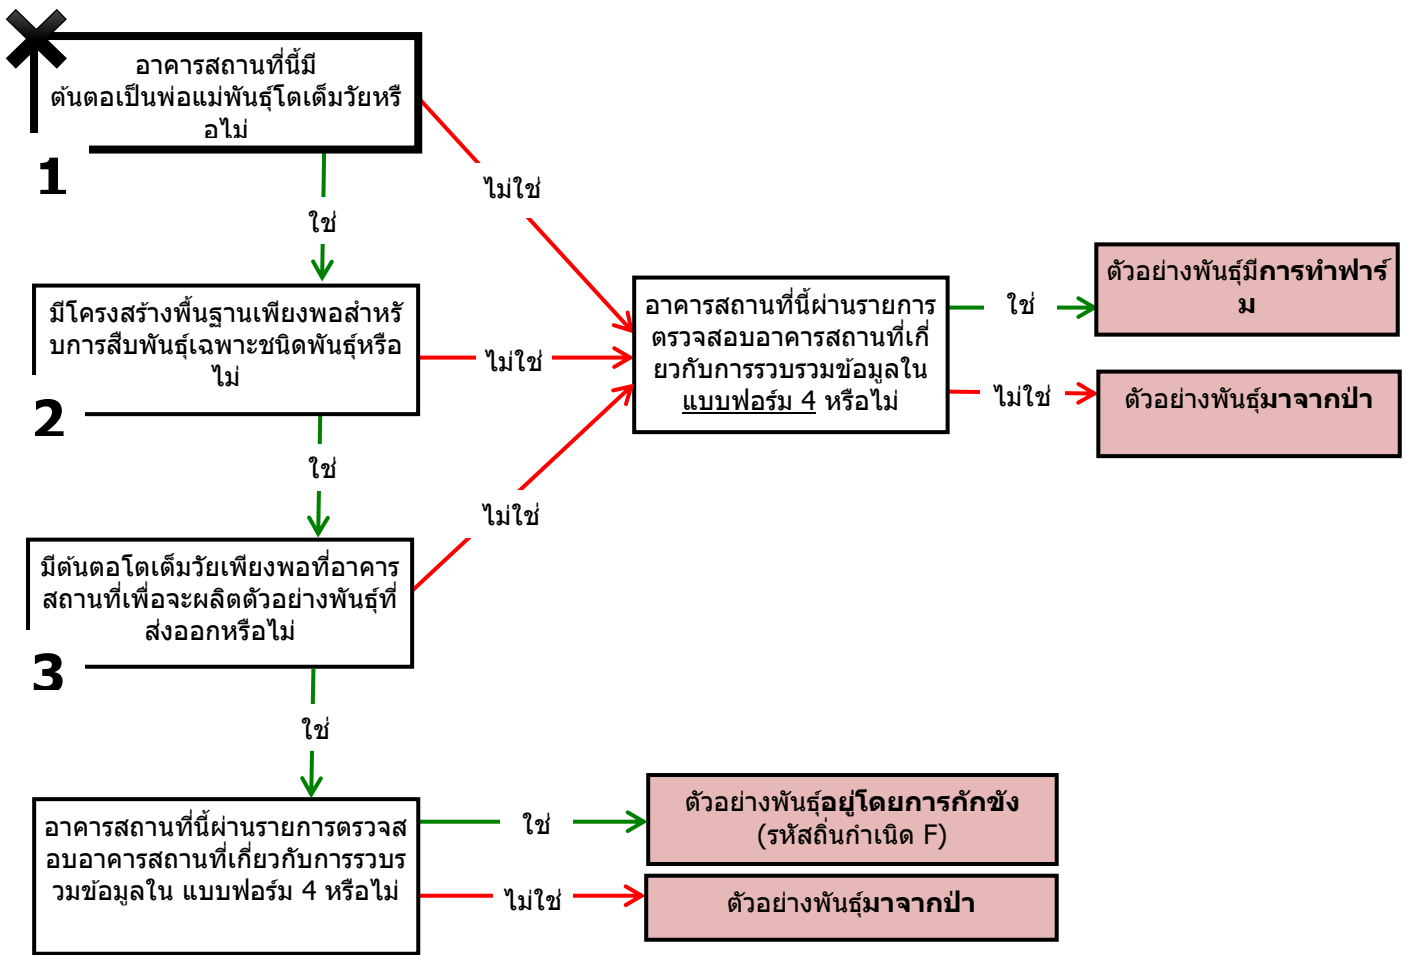 อาคารสถานที่นี้มี
ต้นตอเป็นพ่อแม่พันธุ์โตเต็มวัยหรื
อไม่
1
ไม่ใช่
ใช่
มีโครงสร้างพื้นฐานเพียงพอสำหรั
บการสืบพันธุ์เฉพาะชนิดพันธุ์หรือ
ไม่
2
ไม่ใช่
ใช่
อาคารสถานที่นี้ผ่านรายการ
ตรวจสอบอาคารสถานที่เกี่
ยวกับการรวบรวมข้อมูลใน
แบบฟอร์ม 4 หรือไม่
ใช่
ตัวอย่างพันธุ์มีการทำฟาร์
ม
ไม่ใช่
ตัวอย่างพันธุ์มาจากป่า
มีต้นตอโตเต็มวัยเพียงพอที่อาคาร
สถานที่เพื่อจะผลิตตัวอย่างพันธุ์ที่
ส่งออกหรือไม่
3
ไม่ใช่
ใช่
อาคารสถานที่นี้ผ่านรายการตรวจส
อบอาคารสถานที่เกี่ยวกับการรวบร
วมข้อมูลใน แบบฟอร์ม 4 หรือไม่
ใช่
ตัวอย่างพันธุ์อยู่โดยการกักขัง
(รหัสถิ่นกำเนิด F)
ไม่ใช่
ตัวอย่างพันธุ์มาจากป่า